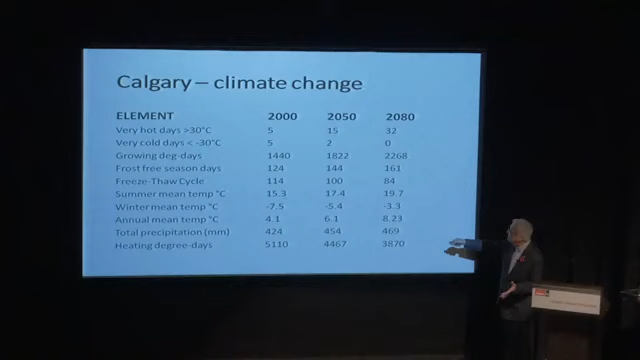 Calgary – climate change
ELEMENT 2000 2050 2080
Very hot days >30°C 5 15 32
Very cold days < -30°C 5 2 0
Growing deg-days 1440 1822 2268
Frost free season days 124 144 161
Freeze-Thaw Cycle 114 100 84
Summer mean temp °C 15.3 17.4 19.7
Winter mean temp °C -7.5 -5.4 -3.3
Annual mean temp °C 4.1 6.1 8.23
Total precipitation (mm) 424 454 469
Heating degree-days 5110 4467 3870